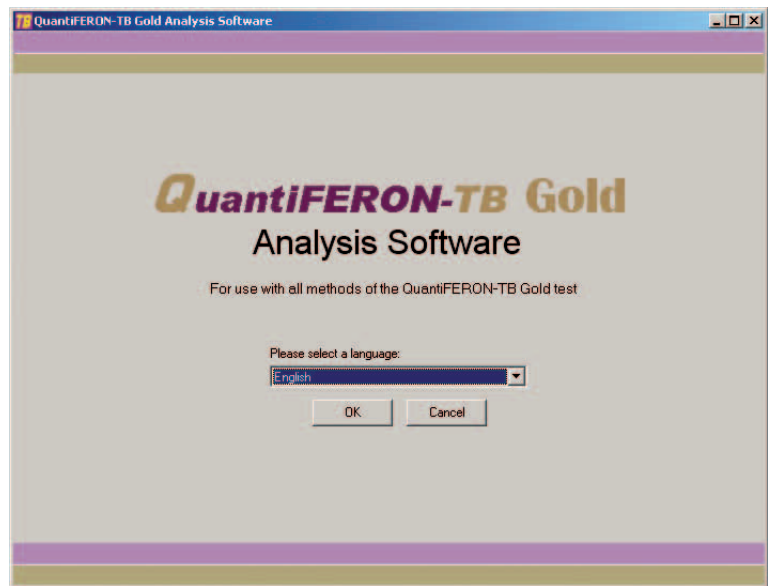 TB QuantiFERON-TB Gold Analysis Software
QuantiFERON-TB Gold
Analysis Software
For use with all methods of the QuantiFERON-TB Gold test
Please select a language:
English
OK Cancel